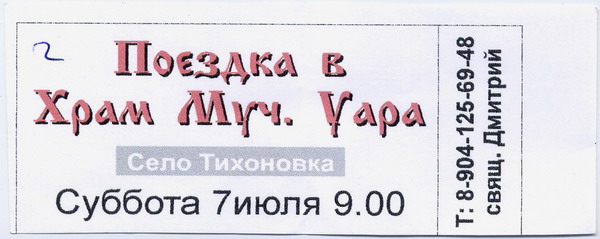 2
Поездка в
Храм Муч. Уара
Село Тихоновка
Суббота 7июля 9.00
Т: 8-904-125-69-48
свящ. Дмитрий